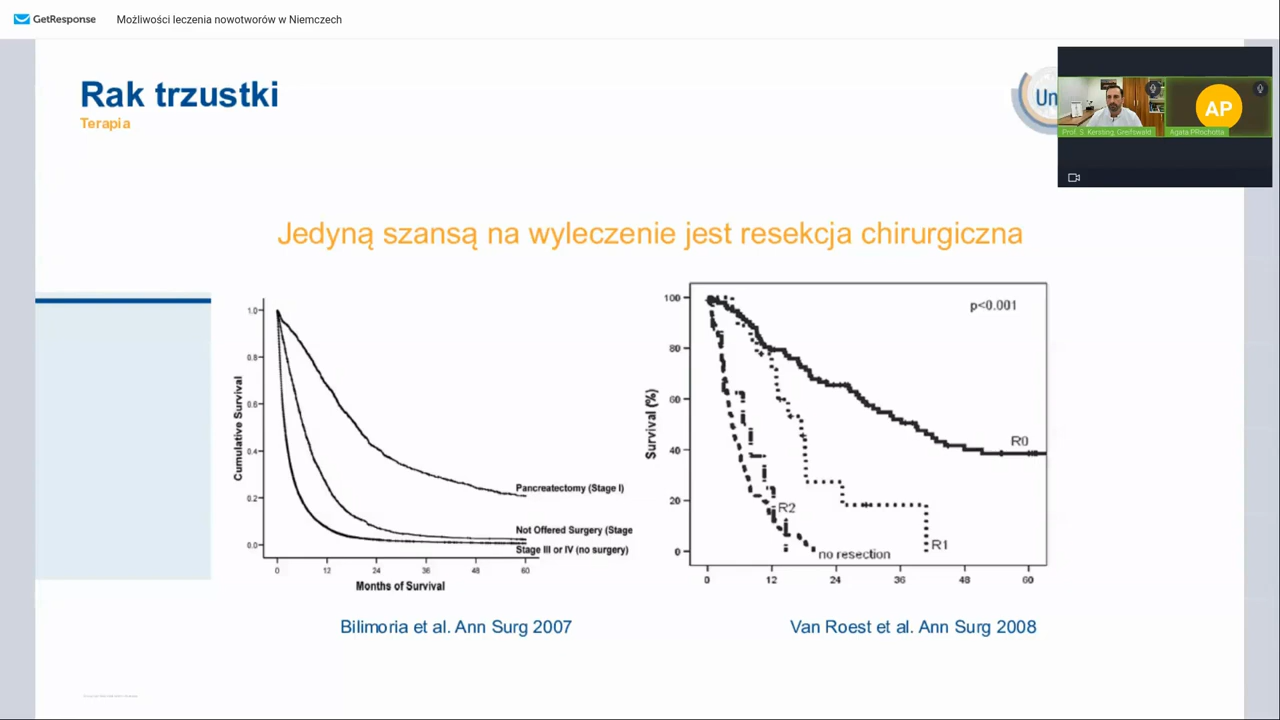 GetResponse
Możliwości leczenia nowotworów w Niemczech
Rak trzustki
Terapia
Un
Prof. S. Kersting, Greifswald
AP
Agata PRochotta
Jedyną szansą na wyleczenie jest resekcja chirurgiczna
1.0
0.8
0.6
0.4
0.2
0.0
Cumulative Survival
Pancreatectomy (Stage I)
Not Offered Surgery (Stage
Stage III or IV (no surgery)
0 12 24 36 48 60
Months of Survival
100
80
60
40
20
0
Survival (%)
p<0.001
R0
R2
R1
no resection
0 12 24 36 48 60
Bilimoria et al. Ann Surg 2007
Van Roest et al. Ann Surg 2008